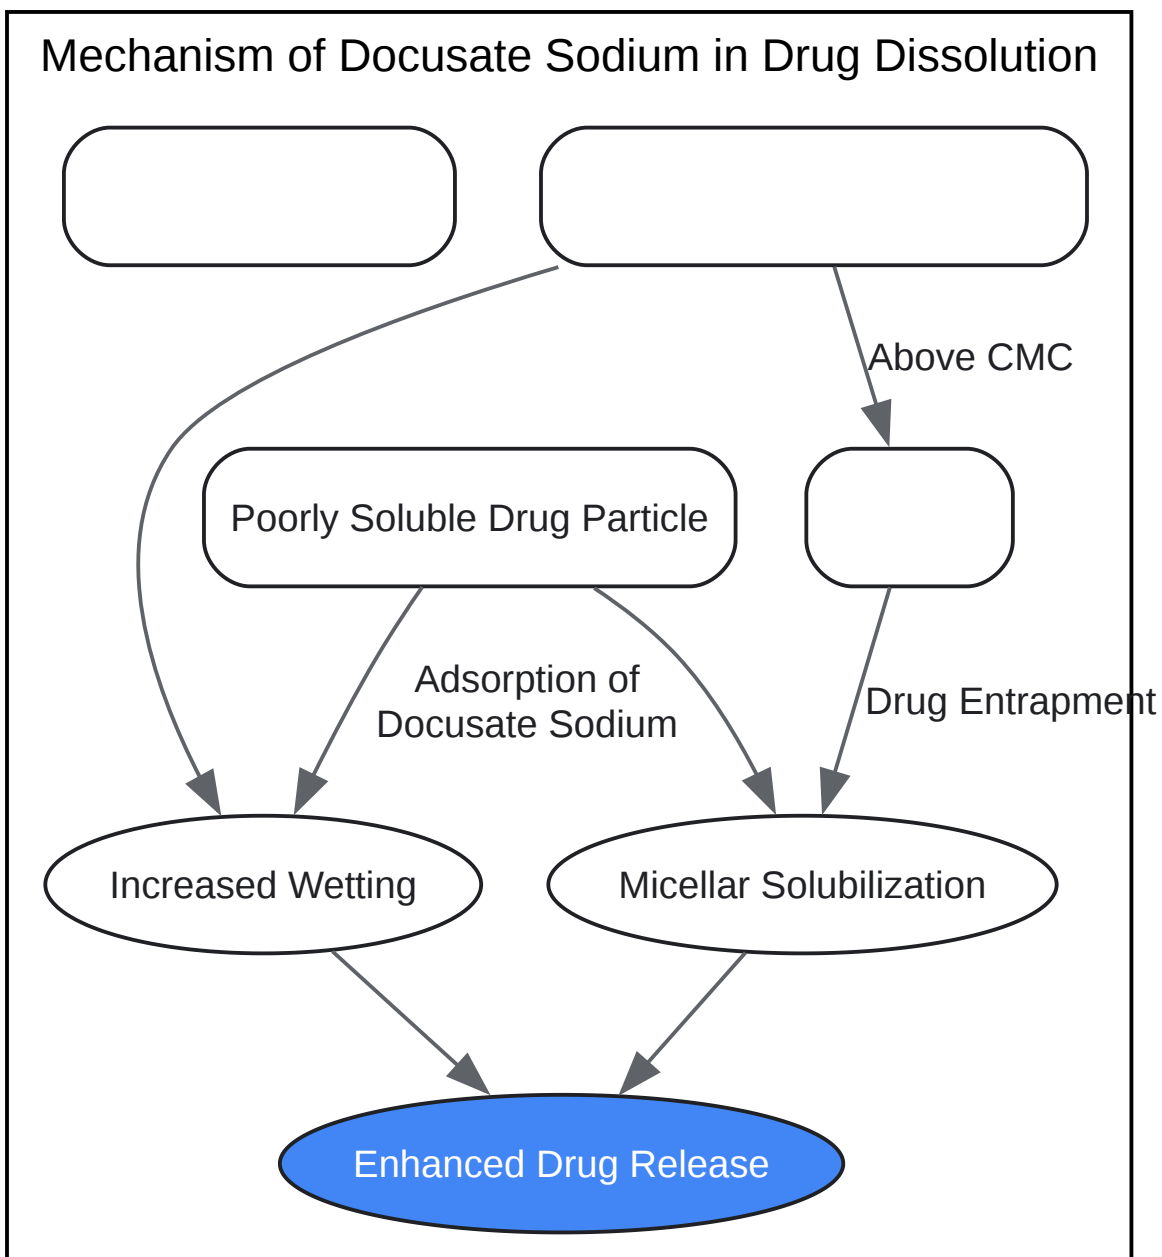 Mechanism of Docusate Sodium in Drug Dissolution
Above CMC
Poorly Soluble Drug Particle
Adsorption of
Docusate Sodium
Drug Entrapment
Increased Wetting
Micellar Solubilization
Enhanced Drug Release